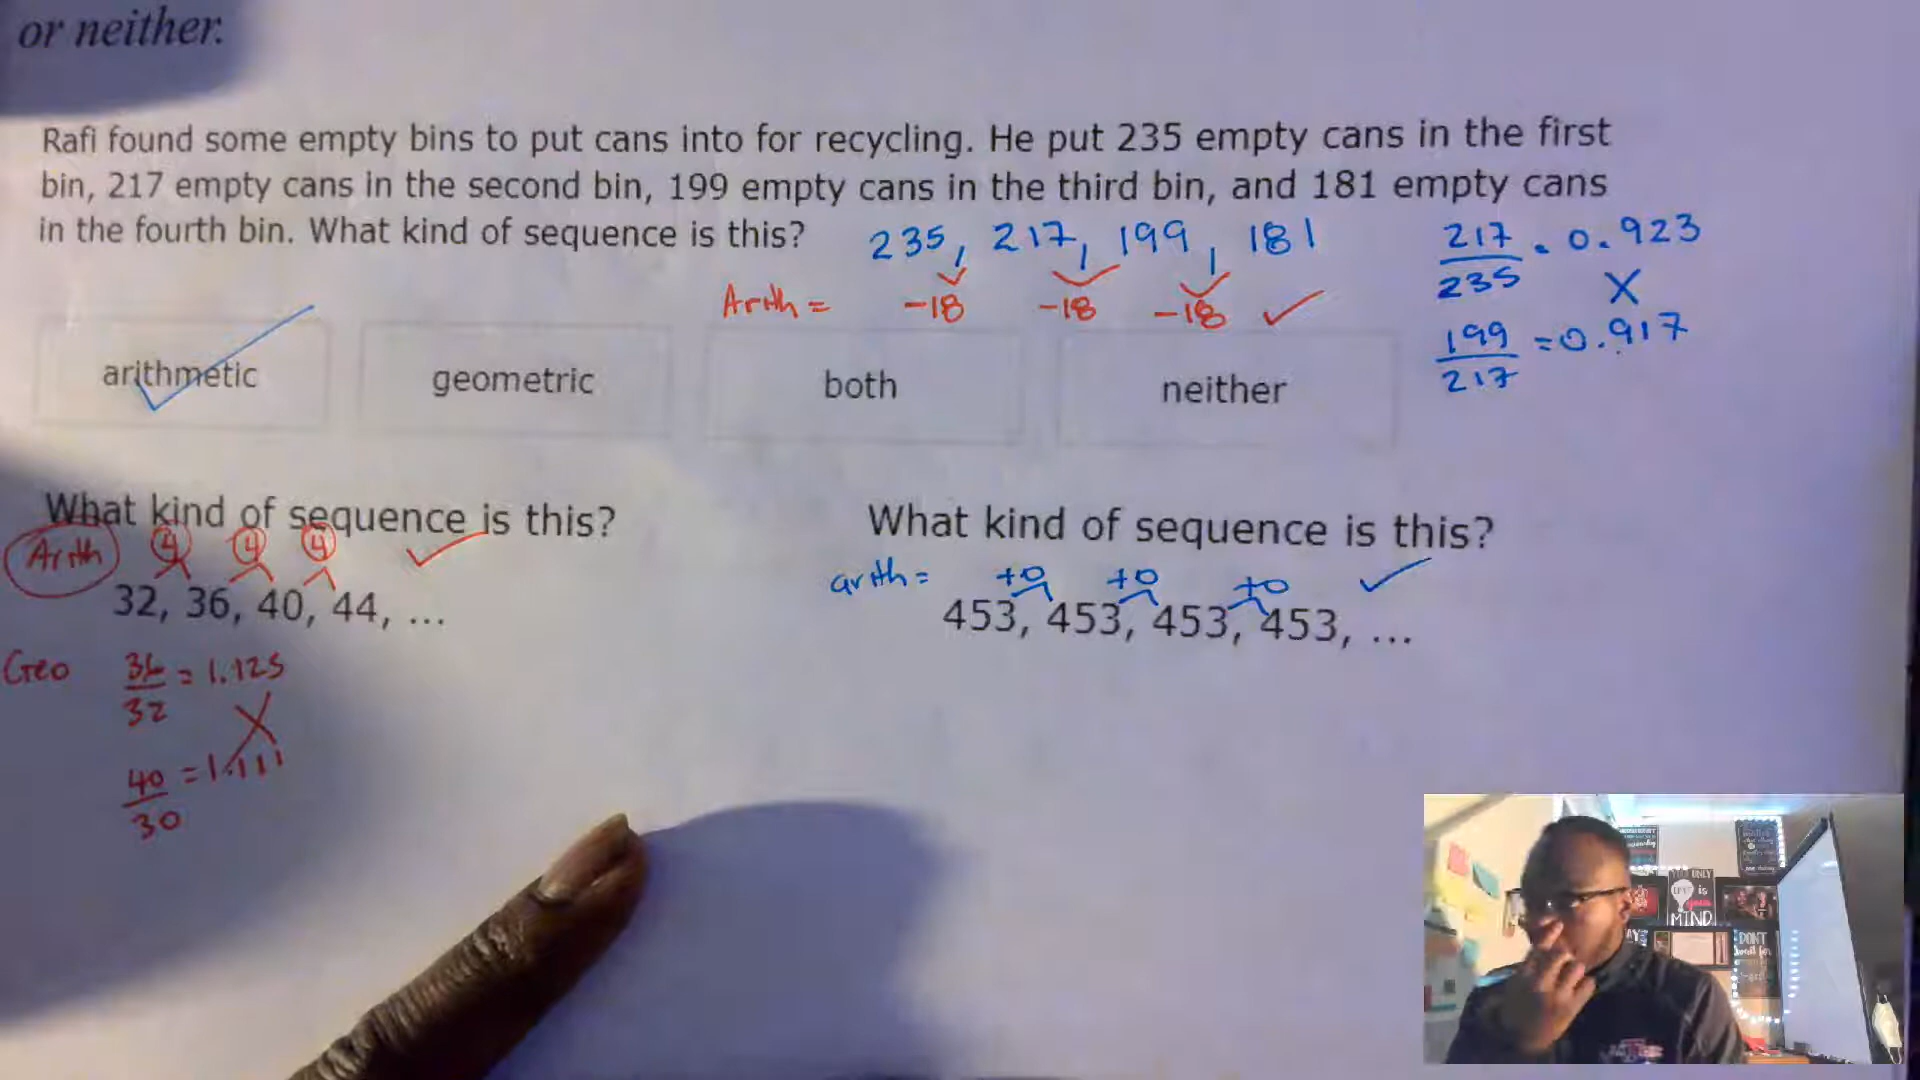 or neither.
Rafi found some empty bins to put cans into for recycling. He put 235 empty cans in the first
bin, 217 empty cans in the second bin, 199 empty cans in the third bin, and 181 empty cans
in the fourth bin. What kind of sequence is this?
235, 217, 199, 181
Arith = -18 -18 -18 ✓
217/235 = 0.923
X
199/217 = 0.917
arithmetic geometric both neither
What kind of sequence is this?
Arith 4 4 4 ✓
32, 36, 40, 44, ...
Geo 36/32 = 1.125
X
40/30 = 1.111
What kind of sequence is this?
arith = +0 +0 +0 ✓
453, 453, 453, 453, ...
ONLY
is
MIND
DONT